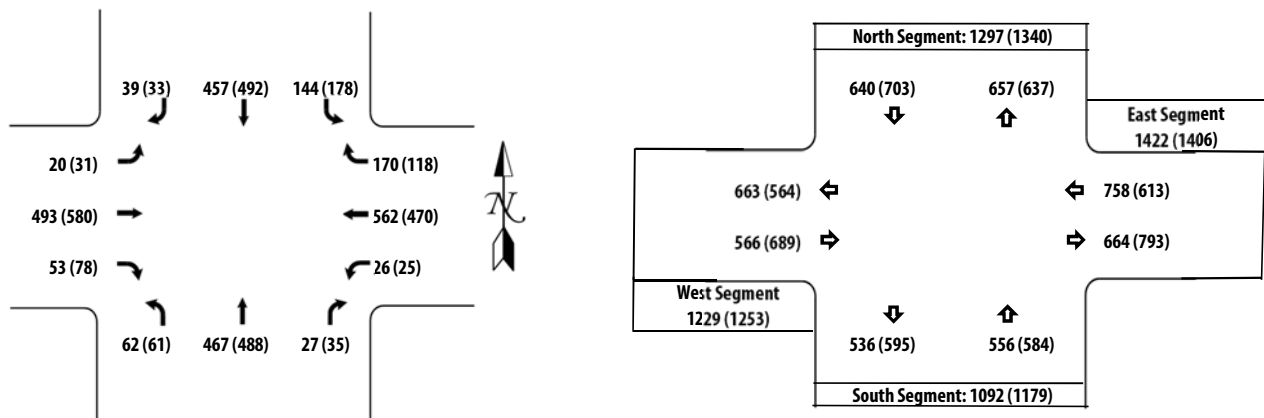 39 (33) 457 (492) 144 (178)
20 (31)
493 (580)
53 (78)
170 (118)
562 (470)
26 (25)
62 (61) 467 (488) 27 (35)
N
North Segment: 1297 (1340)
640 (703) 657 (637)
East Segment
1422 (1406)
663 (564)
566 (689)
758 (613)
664 (793)
West Segment
1229 (1253)
536 (595) 556 (584)
South Segment: 1092 (1179)